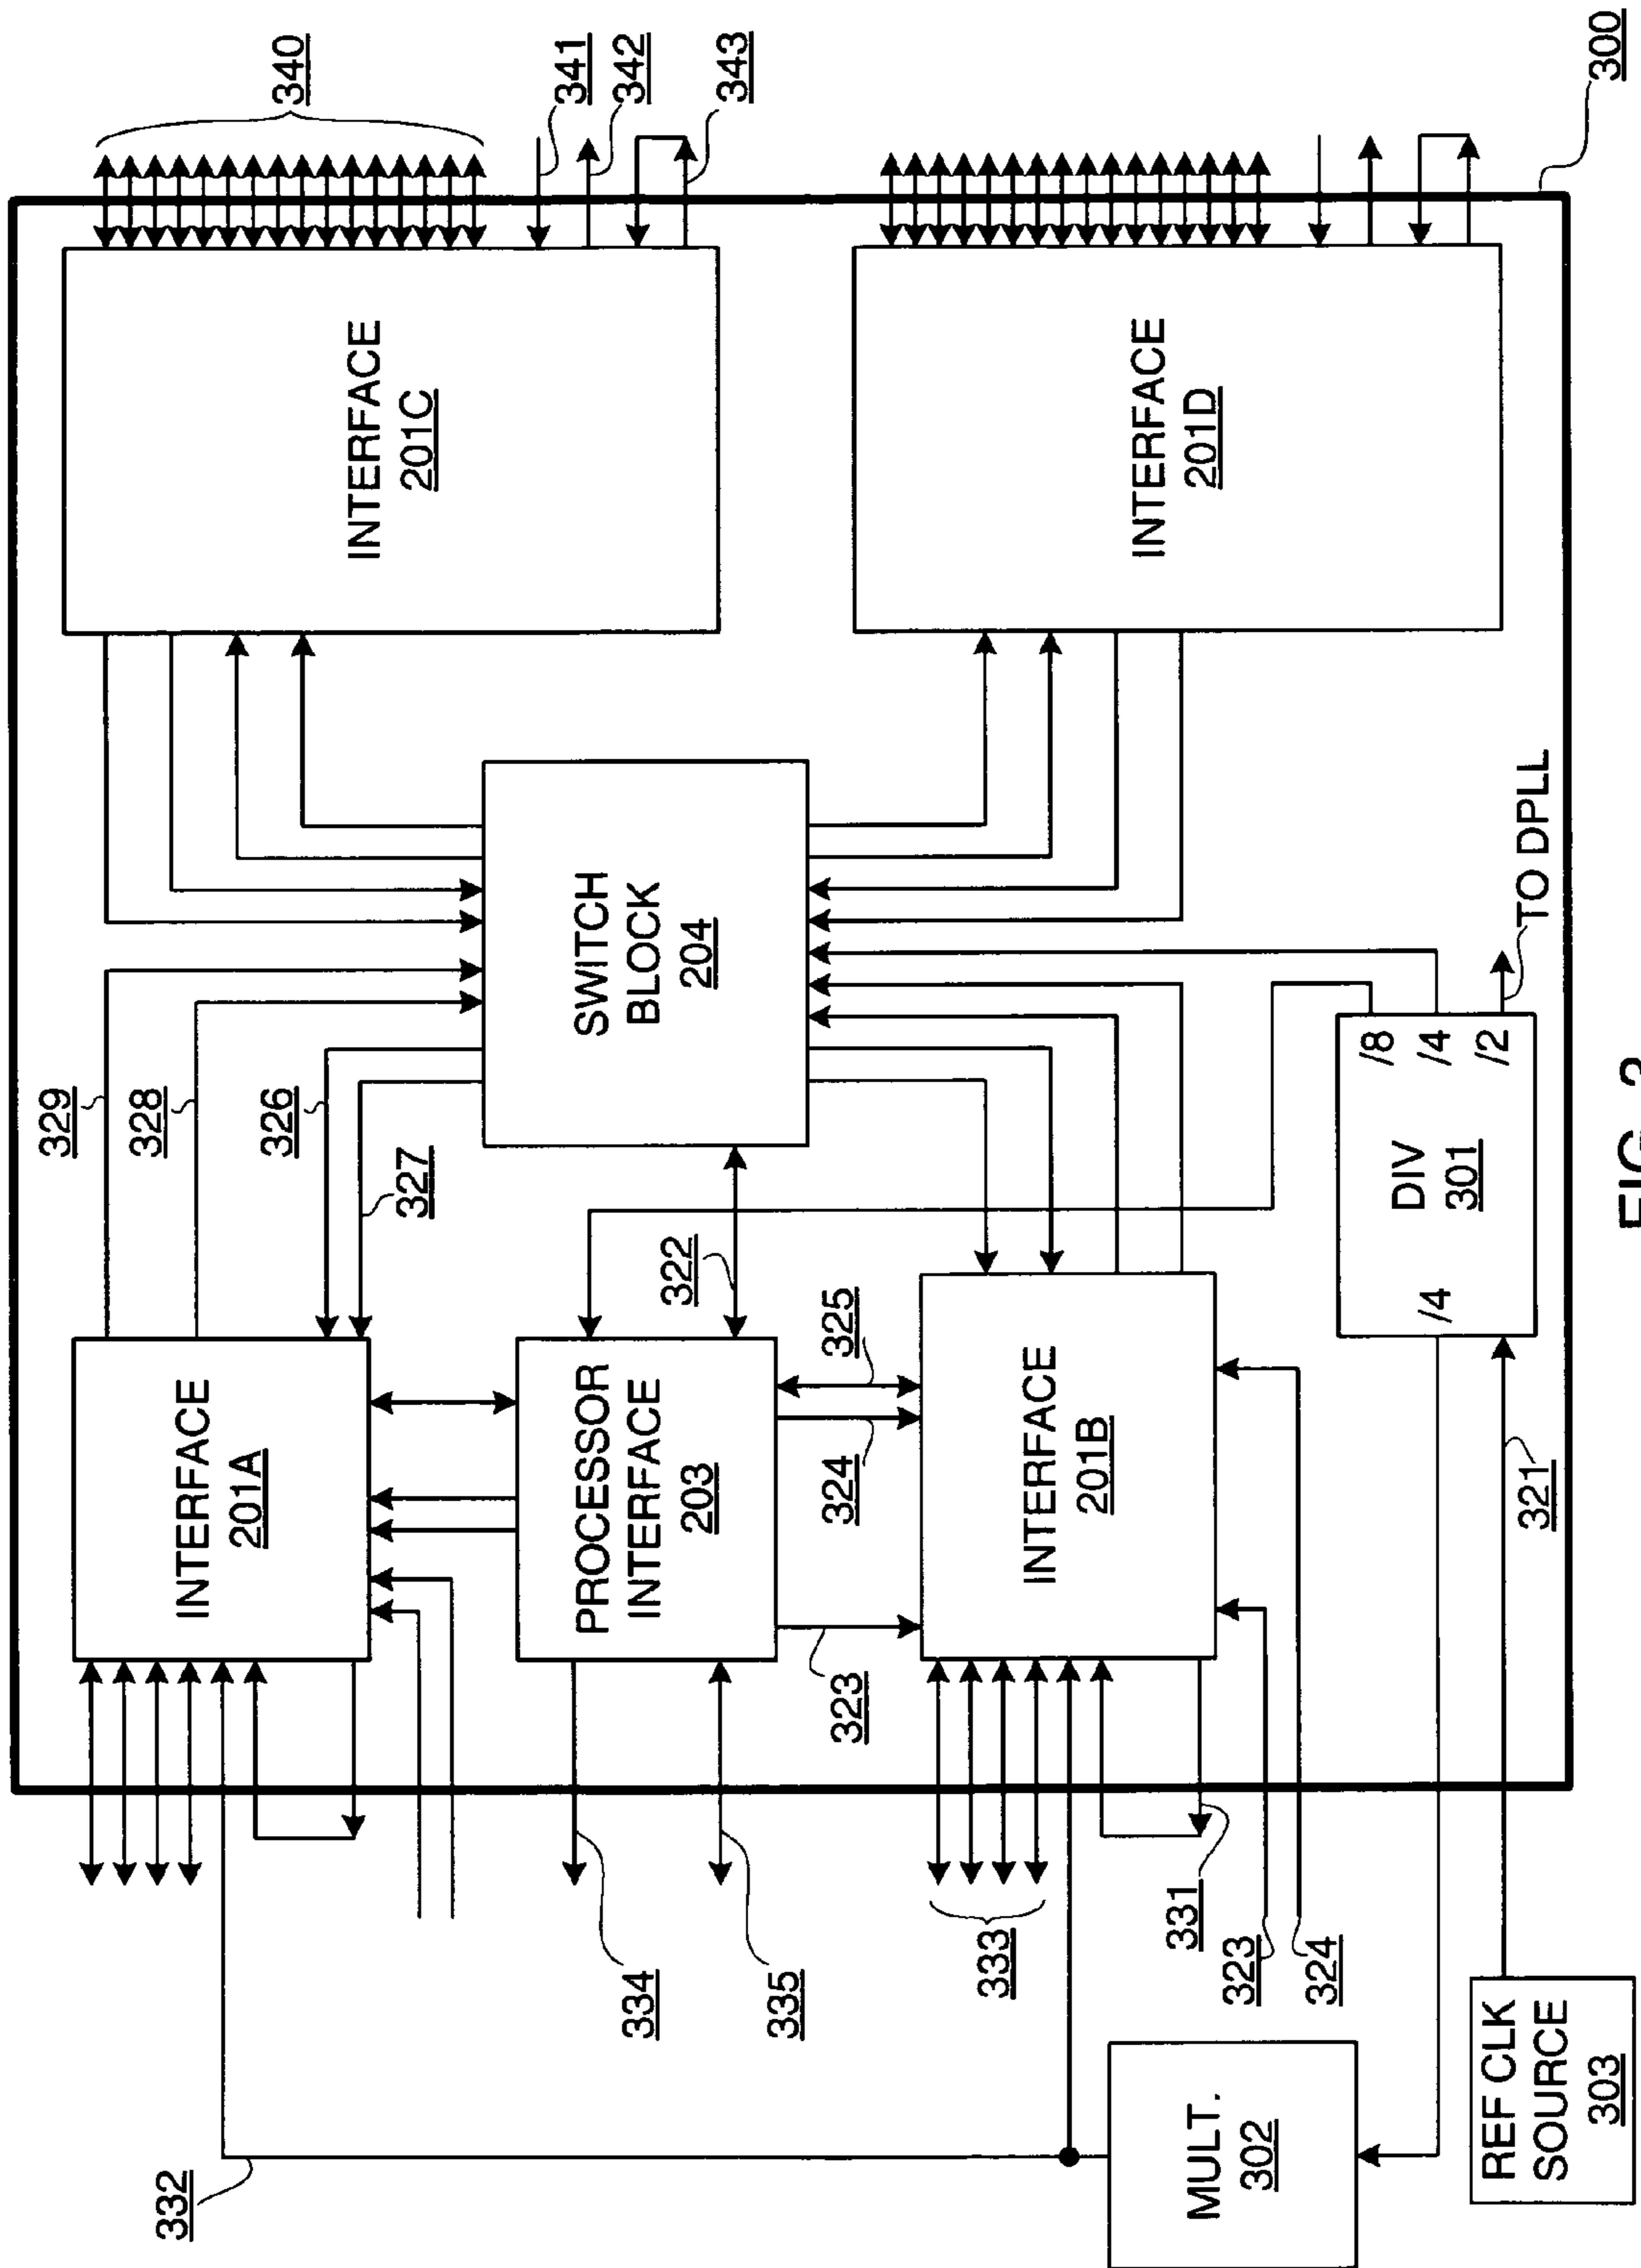 340
341
342
343
300
INTERFACE
201C
INTERFACE
201D
SWITCH
BLOCK
204
TO DPLL
329
328
326
327
322
/8
/4
/2
DIV
301
/4
INTERFACE
201A
PROCESSOR
INTERFACE
203
325
324
323
INTERFACE
201B
321
334
335
333
331
323
324
332
MULT.
302
REF CLK
SOURCE
303